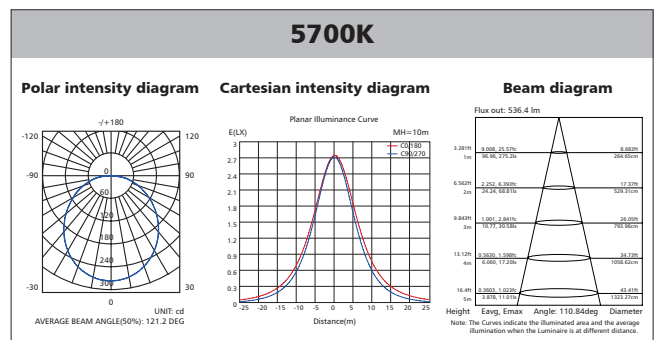 5700K
Polar intensity diagram
Cartesian intensity diagram
Beam diagram
-/+180
-120
120
-90
90
-30
30
0
0
60
120
180
240
300
UNIT: cd
AVERAGE BEAM ANGLE(50%): 121.2 DEG
Planar Illuminance Curve
E(LX)
MH=10m
C0/180
C90/270
3
2.7
2.4
2.1
1.8
1.5
1.2
0.9
0.6
0.3
0
-25 -20 -15 -10 -5 0 5 10 15 20 25
Distance(m)
Flux out: 536.4 lm
3.281ft 9.008, 25.57fc 8.683ft
1m 96.96, 275.2lx 264.65cm
6.562ft 2.252, 6.393fc 17.37ft
2m 24.24, 68.81lx 529.31cm
9.843ft 1.001, 2.841fc 26.05ft
3m 10.77, 30.58lx 793.96cm
13.12ft 0.5630, 1.598fc 34.73ft
4m 6.060, 17.20lx 1058.62cm
16.4ft 0.3603, 1.023fc 43.41ft
5m 3.878, 11.01lx 1323.27cm
Height Eavg, Emax Angle: 110.84deg Diameter
Note: The Curves indicate the illuminated area and the average
illumination when the Luminaire is at different distance.